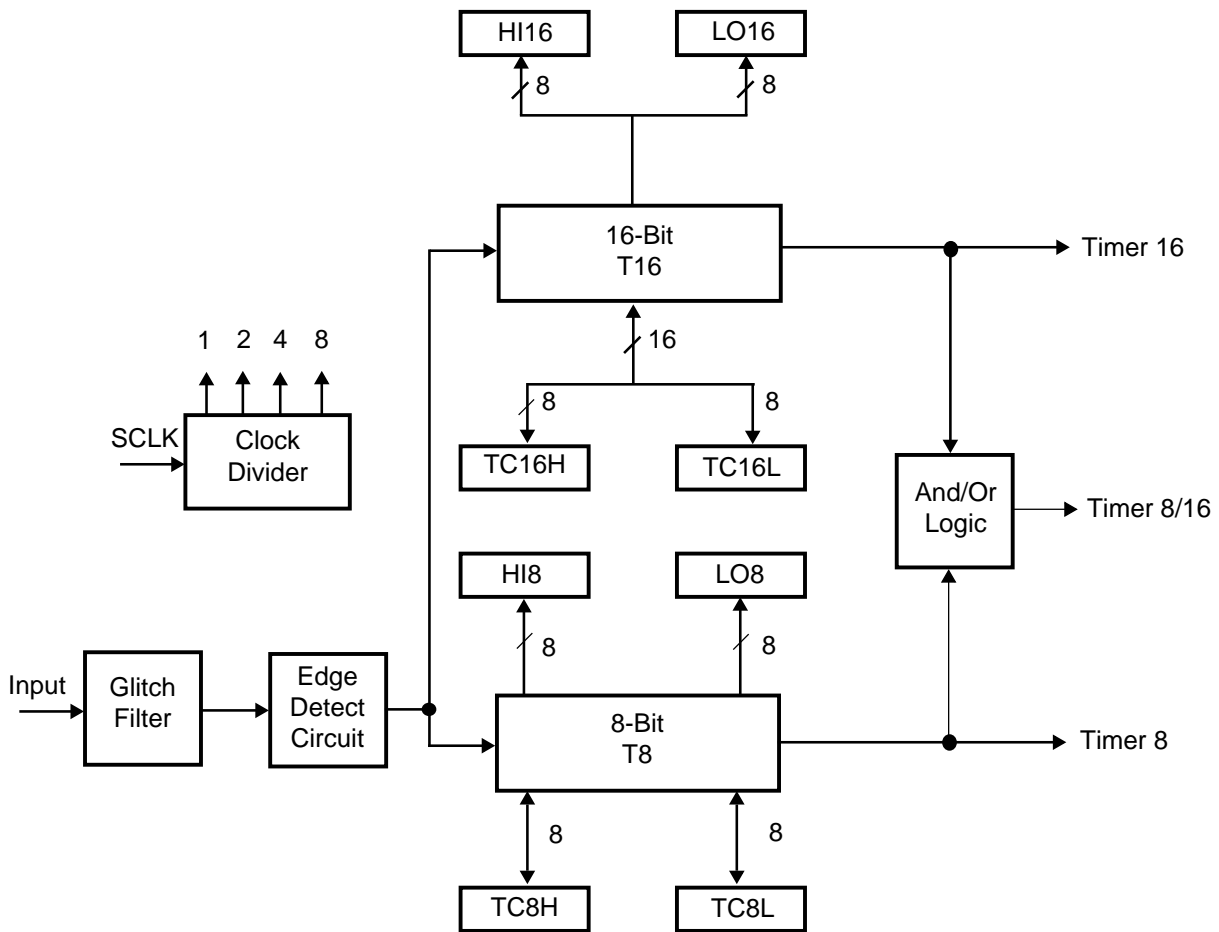 HI16
LO16
8
8
16-Bit
T16
Timer 16
16
1
2
4
8
8
8
SCLK
Clock
Divider
TC16H
TC16L
And/Or
Logic
Timer 8/16
HI8
LO8
8
8
Input
Glitch
Filter
Edge
Detect
Circuit
8-Bit
T8
Timer 8
8
8
TC8H
TC8L